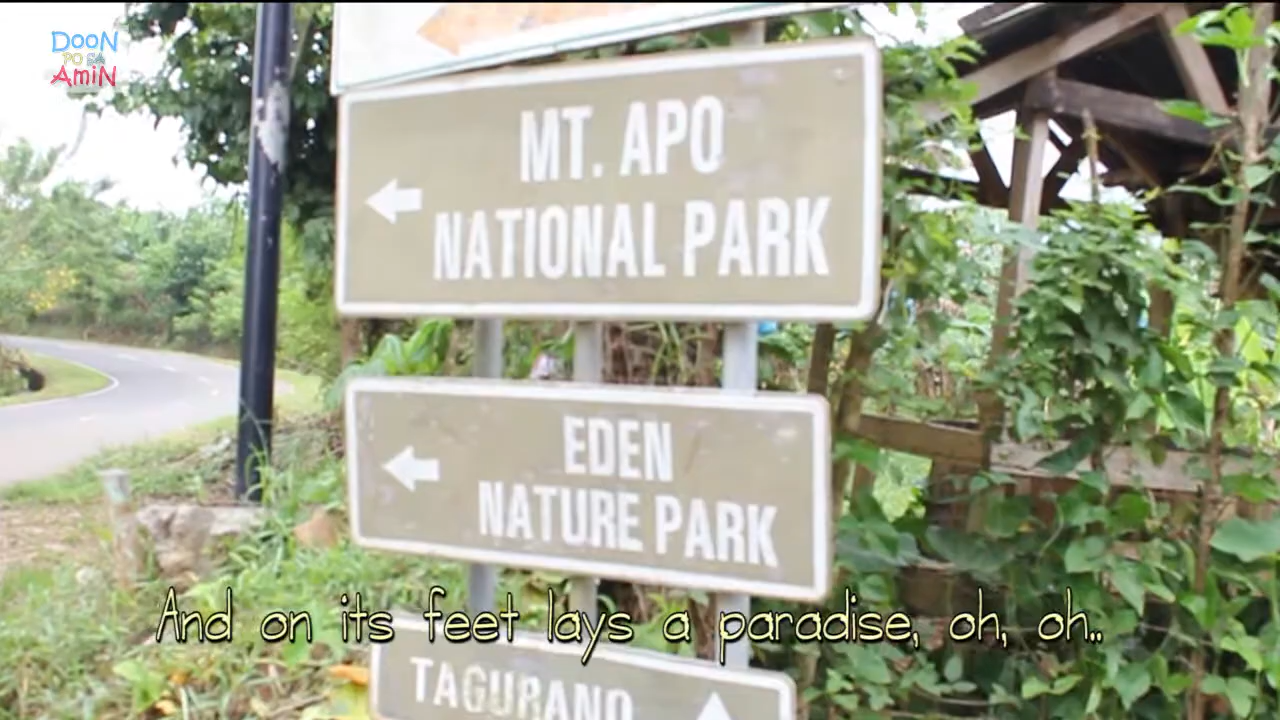 DOON
PO SA
AMIN
MT. APO
NATIONAL PARK
EDEN
NATURE PARK
And on its feet lays a paradise, oh, oh..
TAGURANO